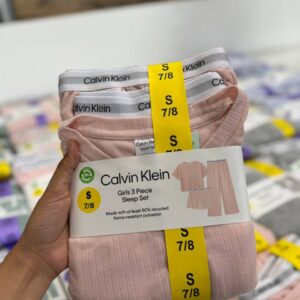 Calvin Klein
S
7/8
Calvin Klein
S
7/8
S
7/8
Calvin Klein
Girls 3 Piece
Sleep Set
Made with at least 50% recycled
flame-resistant polyester
S
7/8
S
7/8